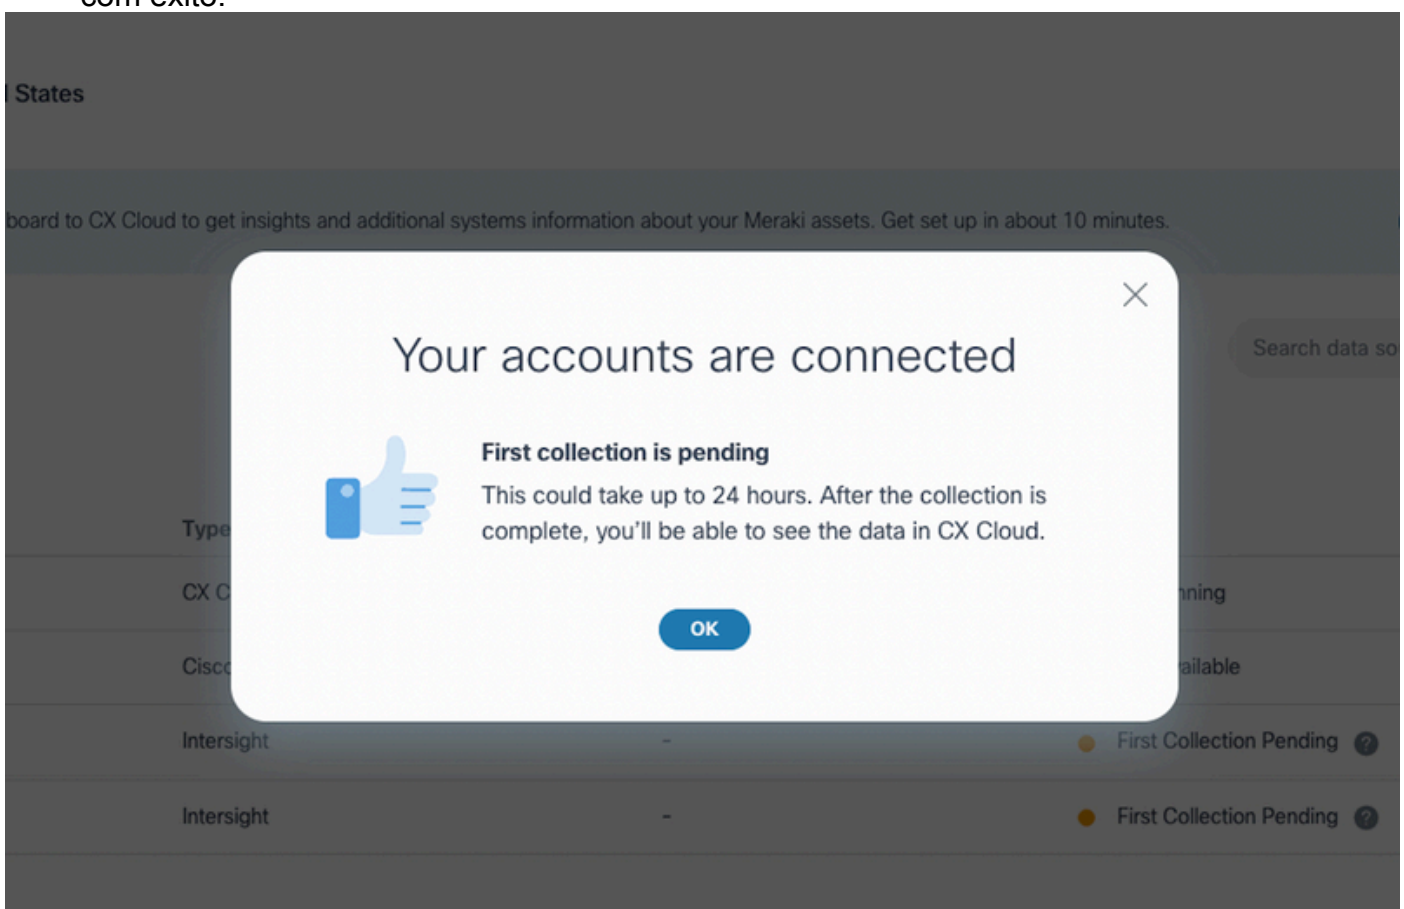 com êxito.
States
board to CX Cloud to get insights and additional systems information about your Meraki assets. Get set up in about 10 minutes.
Your accounts are connected
Search data so
First collection is pending
This could take up to 24 hours. After the collection is
complete, you'll be able to see the data in CX Cloud.
Type
CX C
nning
OK
Cisco
ailable
Intersight - First Collection Pending ?
Intersight - First Collection Pending ?